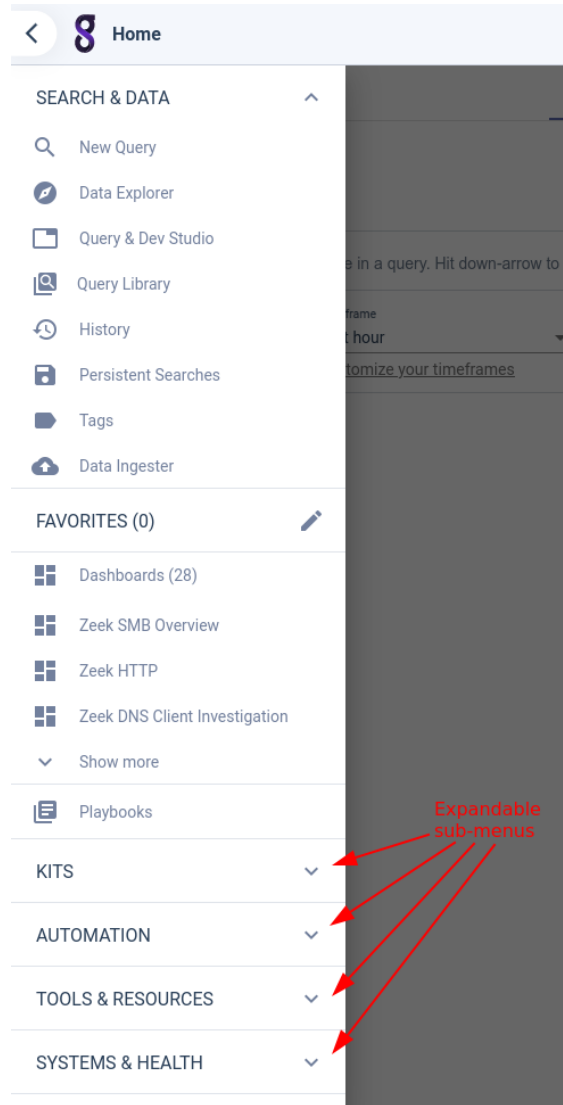 Home
SEARCH & DATA
New Query
Data Explorer
Query & Dev Studio
Query Library
History
Persistent Searches
Tags
Data Ingester
FAVORITES (0)
Dashboards (28)
Zeek SMB Overview
Zeek HTTP
Zeek DNS Client Investigation
Show more
Playbooks
KITS
AUTOMATION
TOOLS & RESOURCES
SYSTEMS & HEALTH
in a query. Hit down-arrow to
frame
hour
tomize your timeframes
Expandable
sub-menus